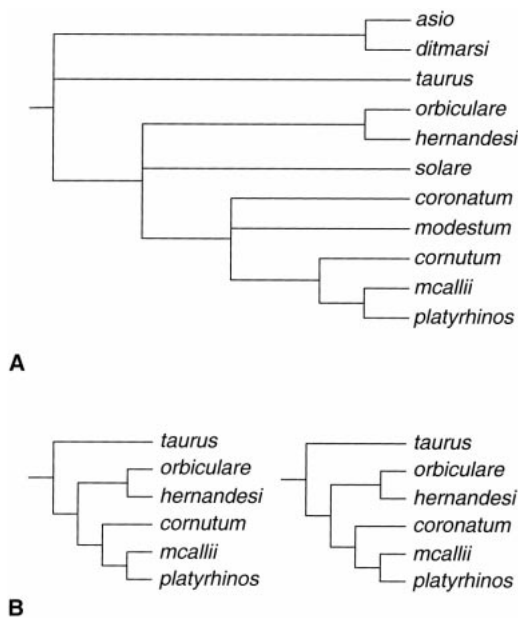 asio
ditmarsi
taurus
orbiculare
hernandesi
solare
coronatum
modestum
cornutum
mcallii
platyrhinos
A
taurus
orbiculare
hernandesi
cornutum
mcallii
platyrhinos
taurus
orbiculare
hernandesi
coronatum
mcallii
platyrhinos
B